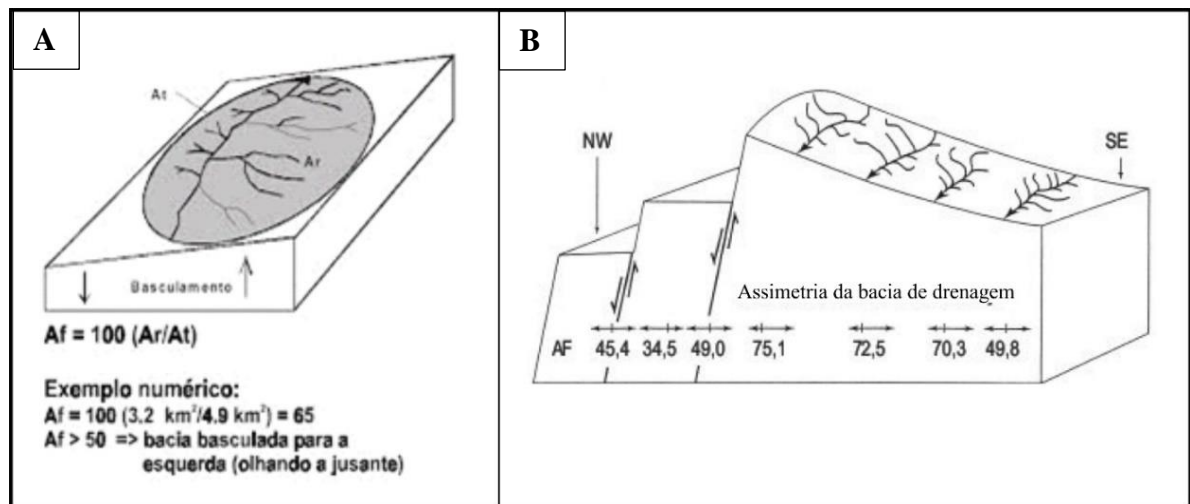 A
At
Ar
Basculamento
Af = 100 (Ar/At)
Exemplo numérico:
Af = 100 (3.2 km²/4.9 km²) = 65
Af > 50 => bacia basculada para a
esquerda (olhando a jusante)
B
NW
SE
Assimetria da bacia de drenagem
AF 45,4 34,5 49,0 75,1 72,5 70,3 49,8